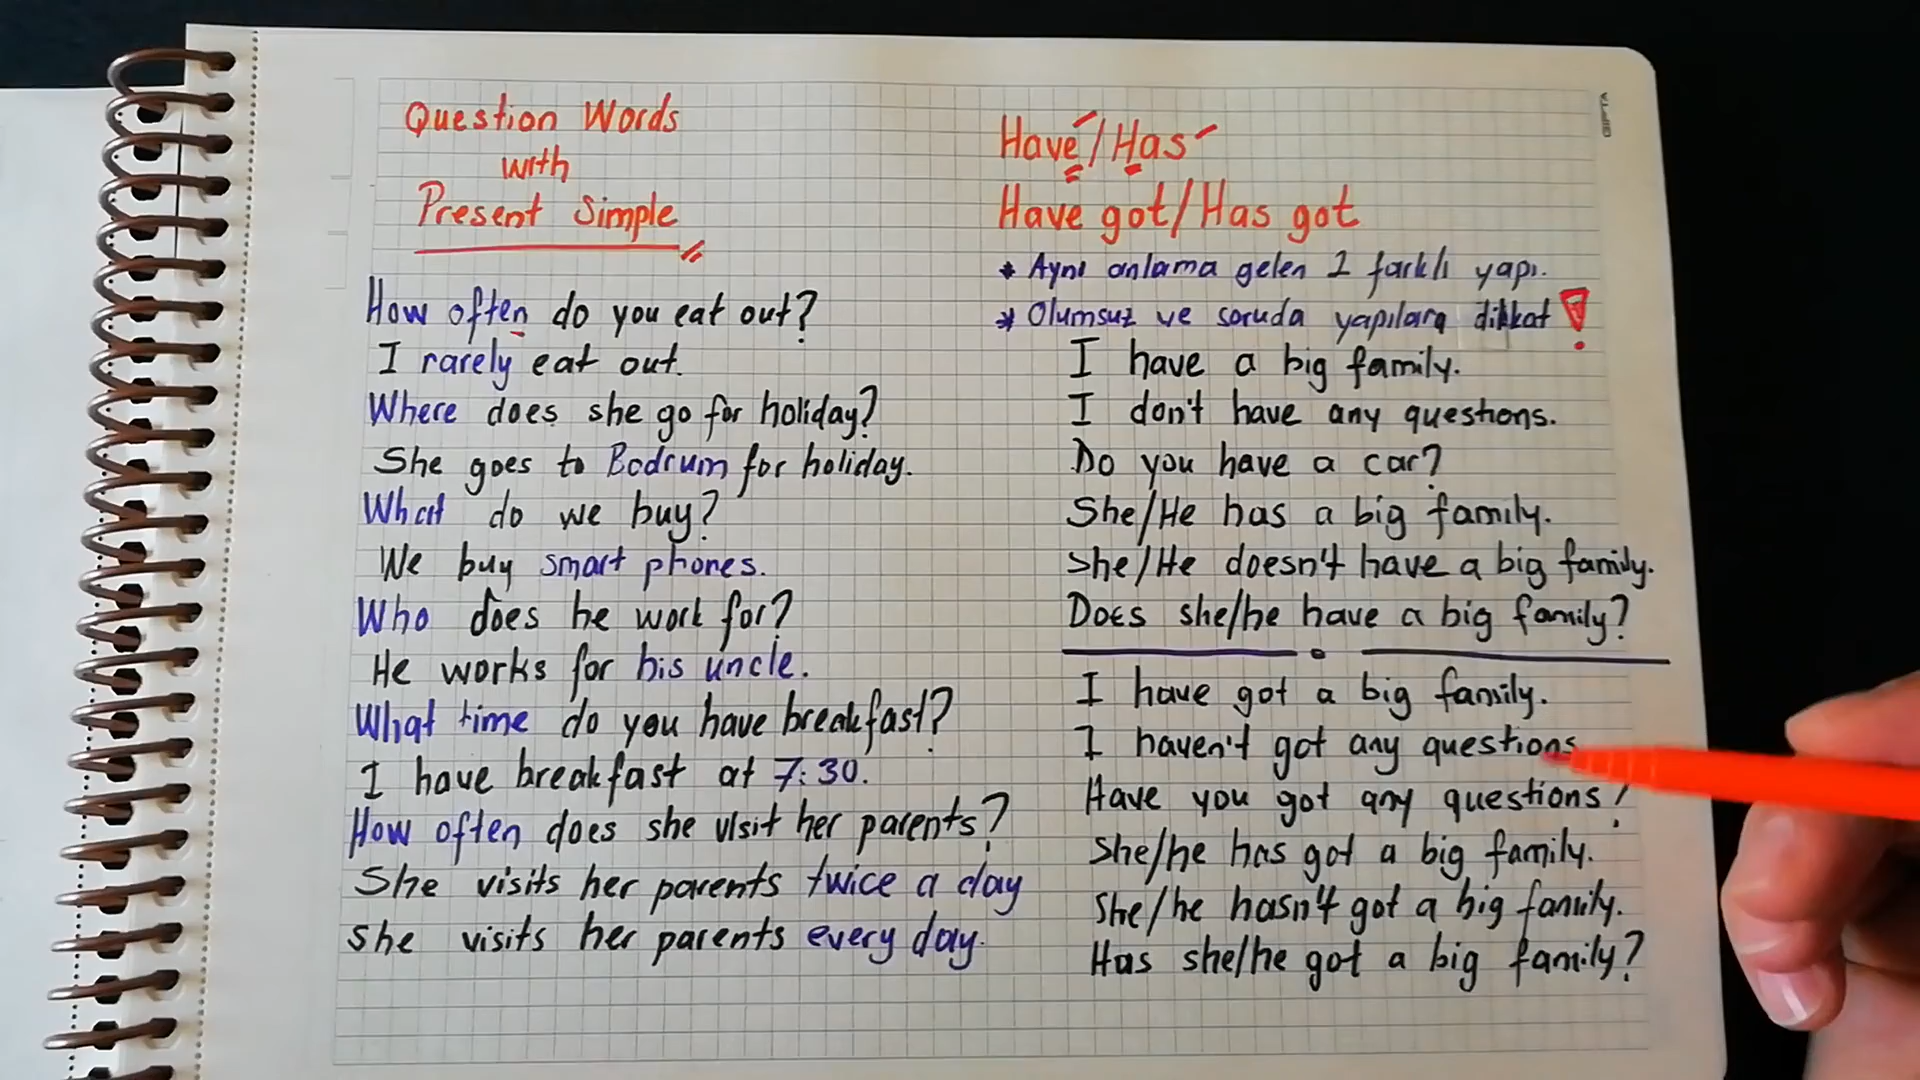 Question Words
with
Present Simple
How often do you eat out?
I rarely eat out.
Where does she go for holiday?
She goes to Bodrum for holiday.
What do we buy?
We buy smart phones.
Who does he work for?
He works for his uncle.
What time do you have breakfast?
I have breakfast at 7:30.
How often does she visit her parents?
She visits her parents twice a day
she visits her parents every day.
Have/Has
Have got/Has got
* Aynı anlama gelen 2 farklı yapı.
* Olumsuz ve soruda yapılara dikkat!
I have a big family.
I don't have any questions.
Do you have a car?
She/He has a big family.
She/He doesn't have a big family.
Does she/he have a big family?
I have got a big family.
I haven't got any questions
Have you got any questions?
She/he has got a big family.
She/he hasn't got a big family.
Has she/he got a big family?
GIPTA